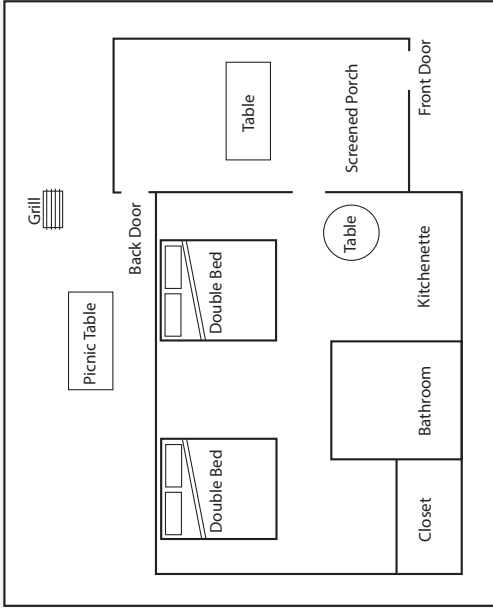 Grill
Picnic Table
Back Door
Double Bed
Double Bed
Table
Table
Screened Porch
Closet
Bathroom
Kitchenette
Front Door